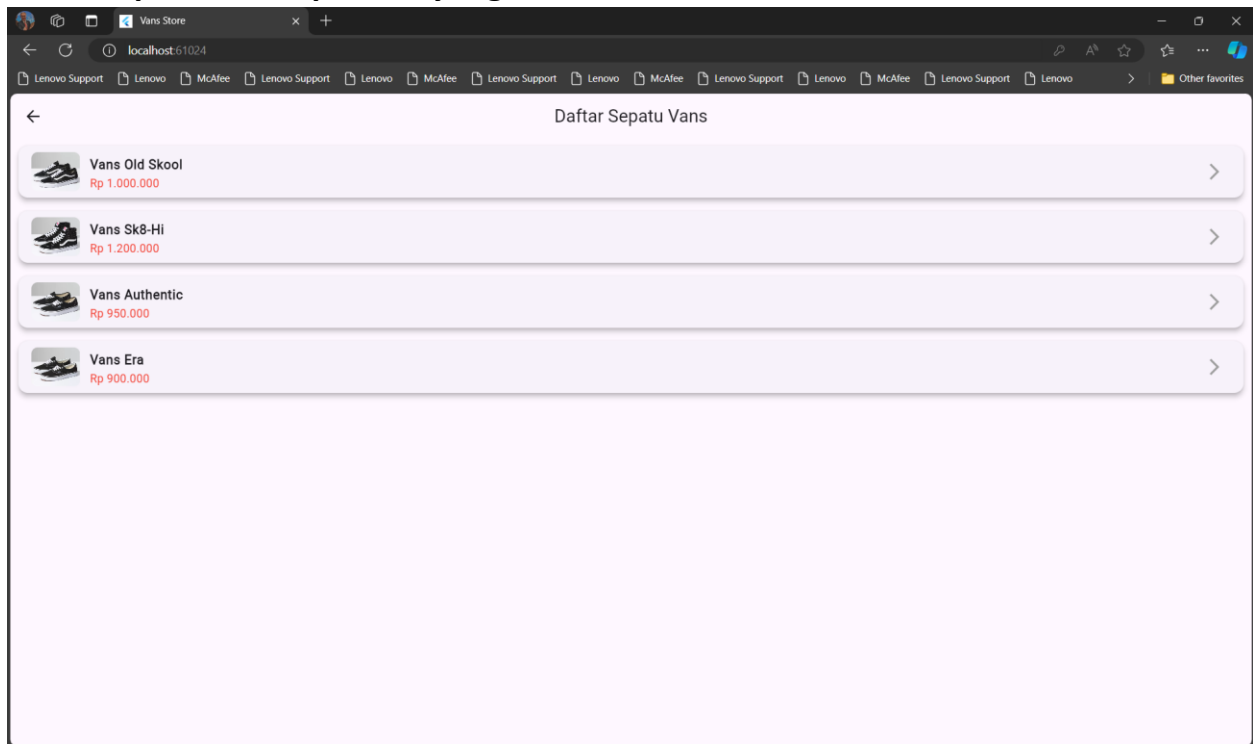 Vans Store
localhost:61024
Lenovo Support Lenovo McAfee Lenovo Support Lenovo McAfee Lenovo Support Lenovo McAfee Lenovo Support Lenovo McAfee Lenovo Support Lenovo Other favorites
Daftar Sepatu Vans
Vans Old Skool
Rp 1.000.000
Vans Sk8-Hi
Rp 1.200.000
Vans Authentic
Rp 950.000
Vans Era
Rp 900.000